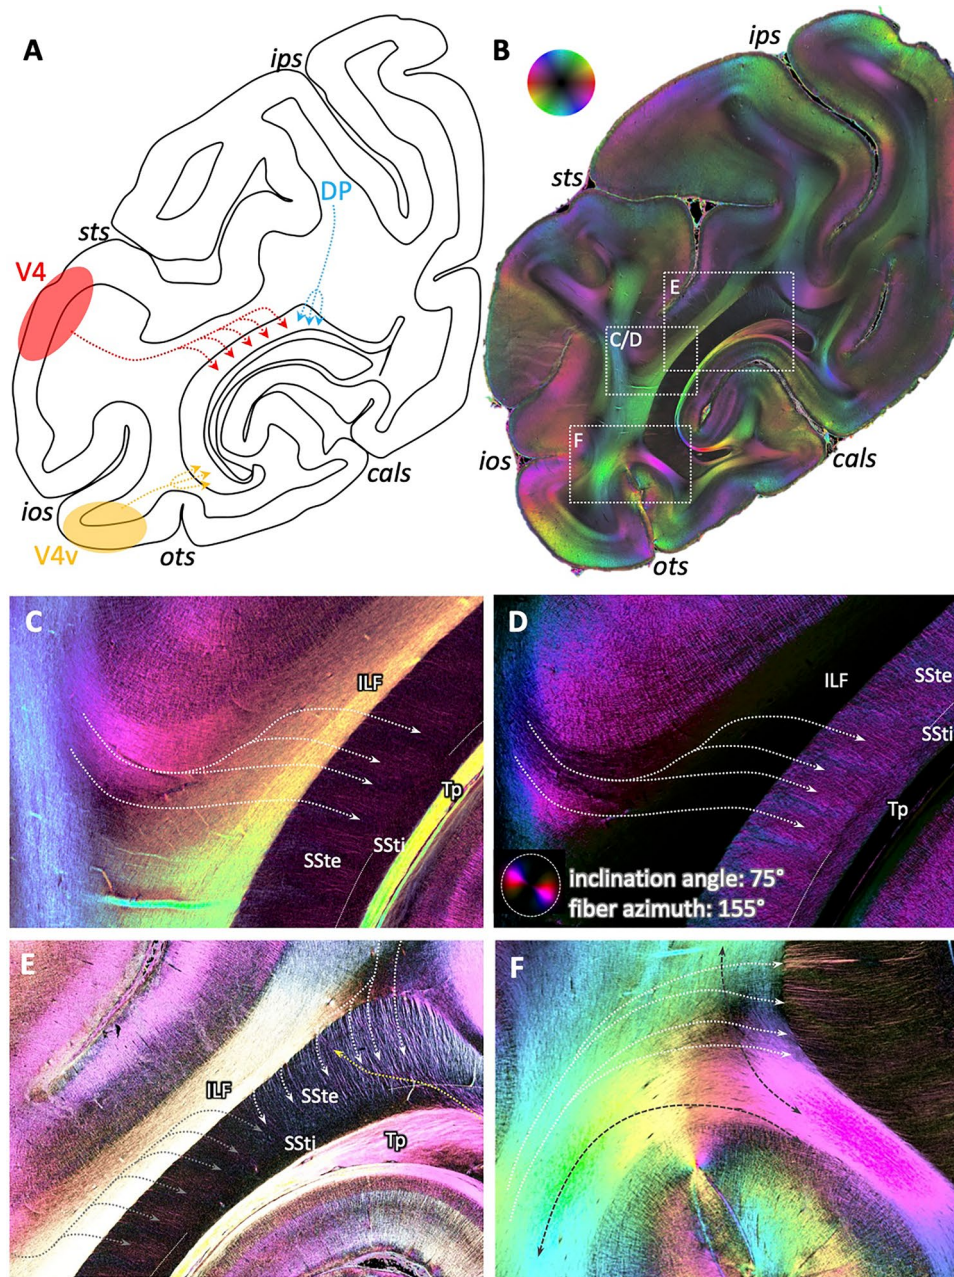 A
ips
sts
DP
V4
ios
V4v
ots
cals
B
ips
sts
E
C/D
F
ios
cals
ots
C
ILF
Tp
SSti
SSte
D
ILF
SSte
SSti
Tp
inclination angle: 75°
fiber azimuth: 155°
E
ILF
SSte
SSti
Tp
F